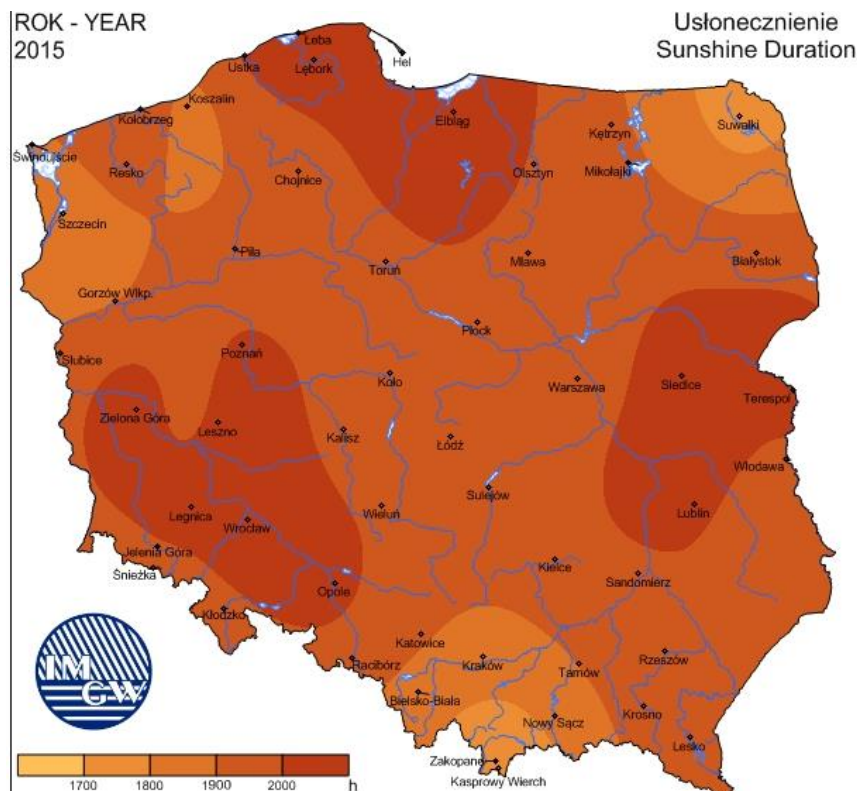 ROK - YEAR
2015
Usłonecznienie
Sunshine Duration
Łeba
Hel
Ustka
Lębork
Koszalin
Kołobrzeg
Elbląg
Suwałki
Kętrzyn
Świnoujście
Resko
Chojnice
Olsztyn
Mikołajki
Szczecin
Piła
Toruń
Mława
Białystok
Gorzów Wlkp.
Płock
Słubice
Poznań
Koło
Warszawa
Siedlce
Terespol
Zielona Góra
Leszno
Kalisz
Łódź
Włodawa
Sulejów
Legnica
Wrocław
Wieluń
Lublin
Jelenia Góra
Śnieżka
Kielce
Sandomierz
Opole
Kłodzko
Katowice
Kraków
Tarnów
Rzeszów
Racibórz
Bielsko-Biała
Nowy Sącz
Krosno
Lesko
Zakopane
Kasprowy Wierch
IM
GW
1700 1800 1900 2000 h